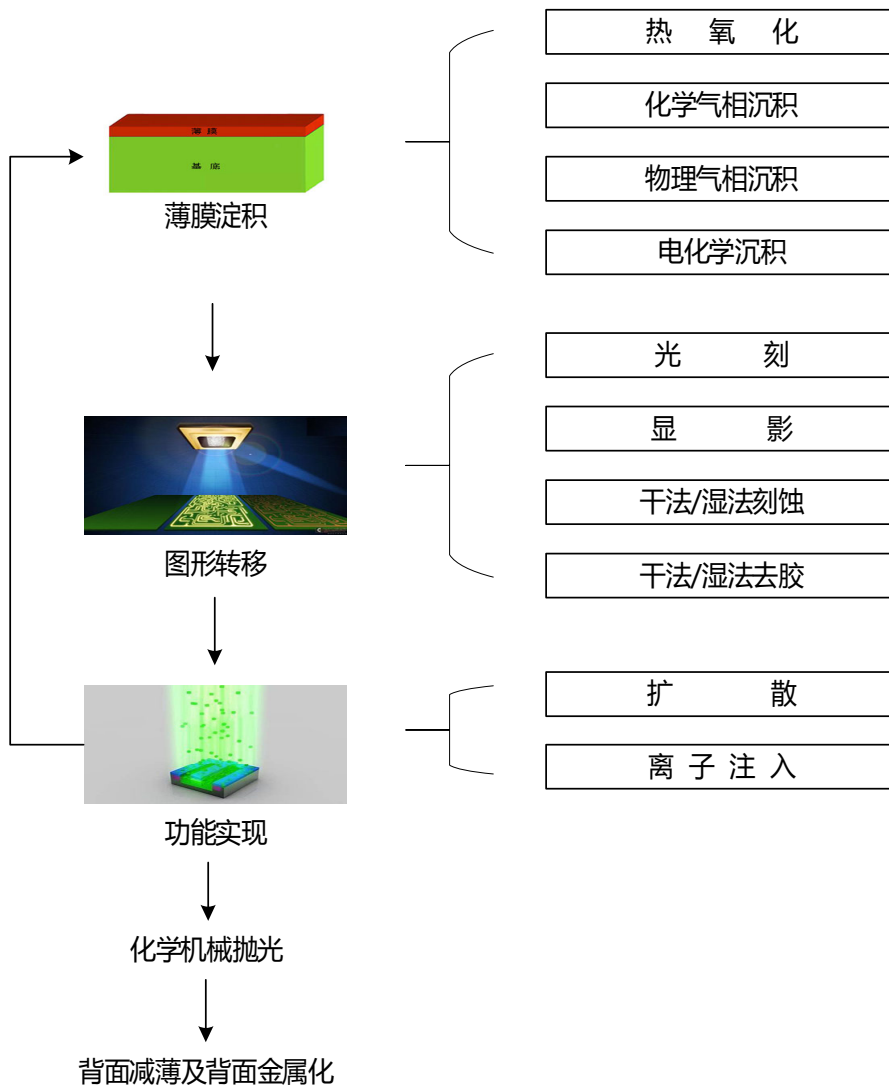 热 氧 化
薄 膜
化学气相沉积
基 底
物理气相沉积
薄膜淀积
电化学沉积
光 刻
显 影
干法/湿法刻蚀
图形转移
干法/湿法去胶
扩 散
离 子 注 入
功能实现
化学机械抛光
背面减薄及背面金属化